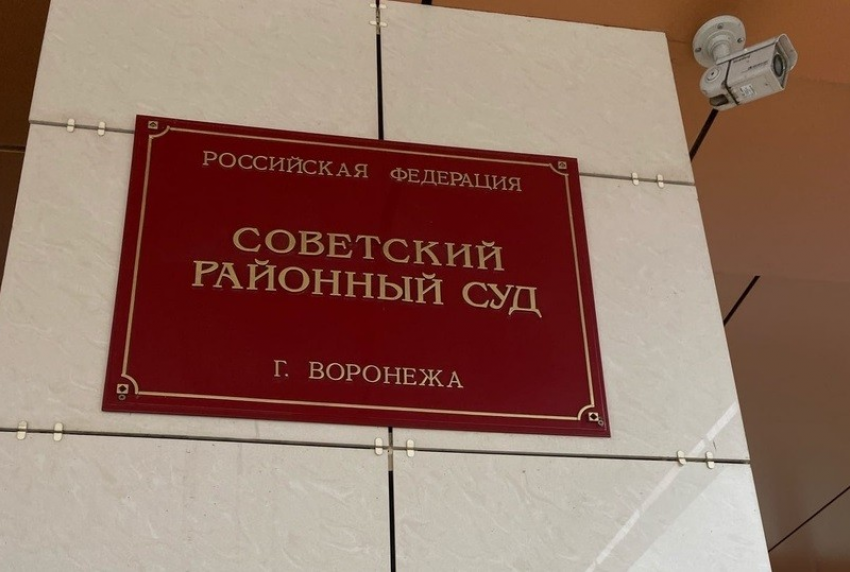 РОССИЙСКАЯ ФЕДЕРАЦИЯ
СОВЕТСКИЙ
РАЙОННЫЙ СУД
Г. ВОРОНЕЖА